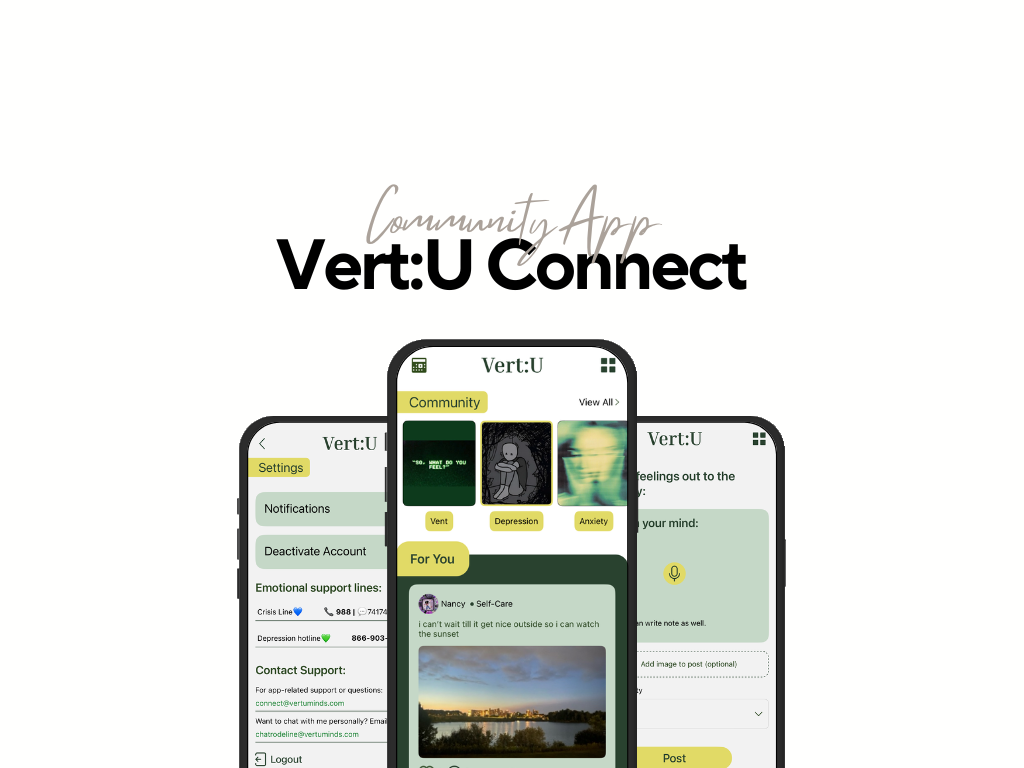 Community App
Vert:U Connect
Vert:U
Settings
Notifications
Deactivate Account
Emotional support lines:
Crisis Line💙 📞 988 | 💬74174
Depression hotline💚 866-903-
Contact Support:
For app-related support or questions:
connect@vertuminds.com
Want to chat with me personally? Email
chatrodeline@vertuminds.com
Logout
Vert:U
Community
View All >
"SO, WHAT DO YOU
FEEL?"
Vent
Depression
Anxiety
For You
Nancy • Self-Care
i can't wait till it get nice outside so i can watch
the sunset
Vert:U
feelings out to the
y:
your mind:
an write note as well.
Add image to post (optional)
ty
Post